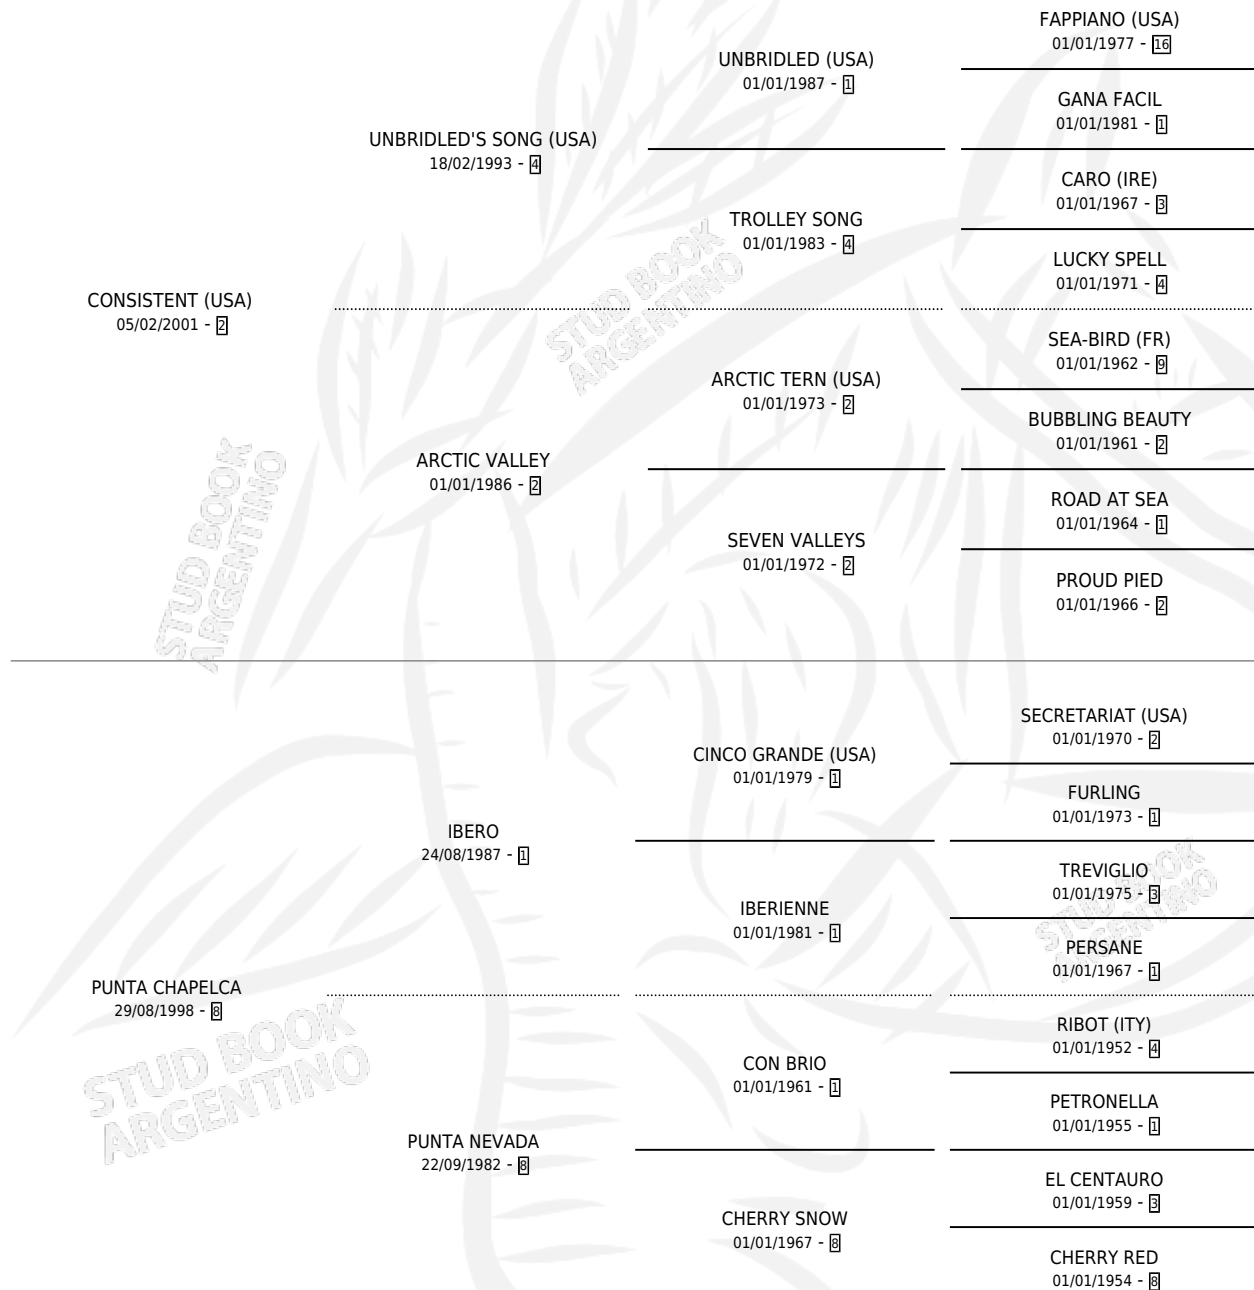 FAPPIANO (USA)
01/01/1977 - 16
UNBRIDLED (USA)
01/01/1987 - 1
GANA FACIL
01/01/1981 - 1
UNBRIDLED'S SONG (USA)
18/02/1993 - 4
CARO (IRE)
01/01/1967 - 3
TROLLEY SONG
01/01/1983 - 4
LUCKY SPELL
01/01/1971 - 4
CONSISTENT (USA)
05/02/2001 - 2
SEA-BIRD (FR)
01/01/1962 - 9
ARCTIC TERN (USA)
01/01/1973 - 2
BUBBLING BEAUTY
01/01/1961 - 2
ARCTIC VALLEY
01/01/1986 - 2
ROAD AT SEA
01/01/1964 - 1
SEVEN VALLEYS
01/01/1972 - 2
PROUD PIED
01/01/1966 - 2
SECRETARIAT (USA)
01/01/1970 - 2
CINCO GRANDE (USA)
01/01/1979 - 1
FURLING
01/01/1973 - 1
IBERO
24/08/1987 - 1
TREVIGLIO
01/01/1975 - 3
IBERIENNE
01/01/1981 - 1
PERSANE
01/01/1967 - 1
PUNTA CHAPELCA
29/08/1998 - 8
RIBOT (ITY)
01/01/1952 - 4
CON BRIO
01/01/1961 - 1
PETRONELLA
01/01/1955 - 1
PUNTA NEVADA
22/09/1982 - 8
EL CENTAURO
01/01/1959 - 3
CHERRY SNOW
01/01/1967 - 8
CHERRY RED
01/01/1954 - 8
STUD BOOK
ARGENTINO
STUD BOOK
ARGENTINO
STUD BOOK
ARGENTINO
STUD BOOK
ARGENTINO